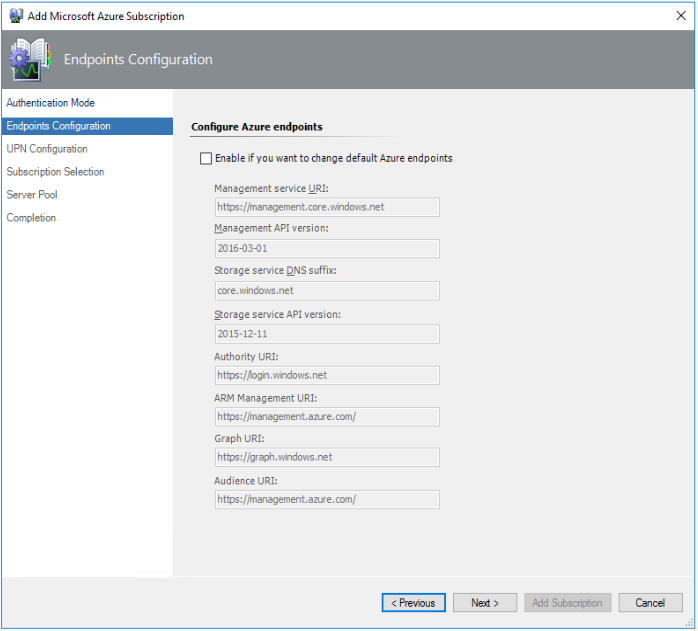 Add Microsoft Azure Subscription
Endpoints Configuration
Authentication Mode
Endpoints Configuration
UPN Configuration
Subscription Selection
Server Pool
Completion
Configure Azure endpoints
Enable if you want to change default Azure endpoints
Management service URI:
https://management.core.windows.net
Management API version:
2016-03-01
Storage service DNS suffix:
core.windows.net
Storage service API version:
2015-12-11
Authority URI:
https://login.windows.net
ARM Management URI:
https://management.azure.com/
Graph URI:
https://graph.windows.net
Audience URI:
https://management.azure.com/
< Previous
Next >
Add Subscription
Cancel